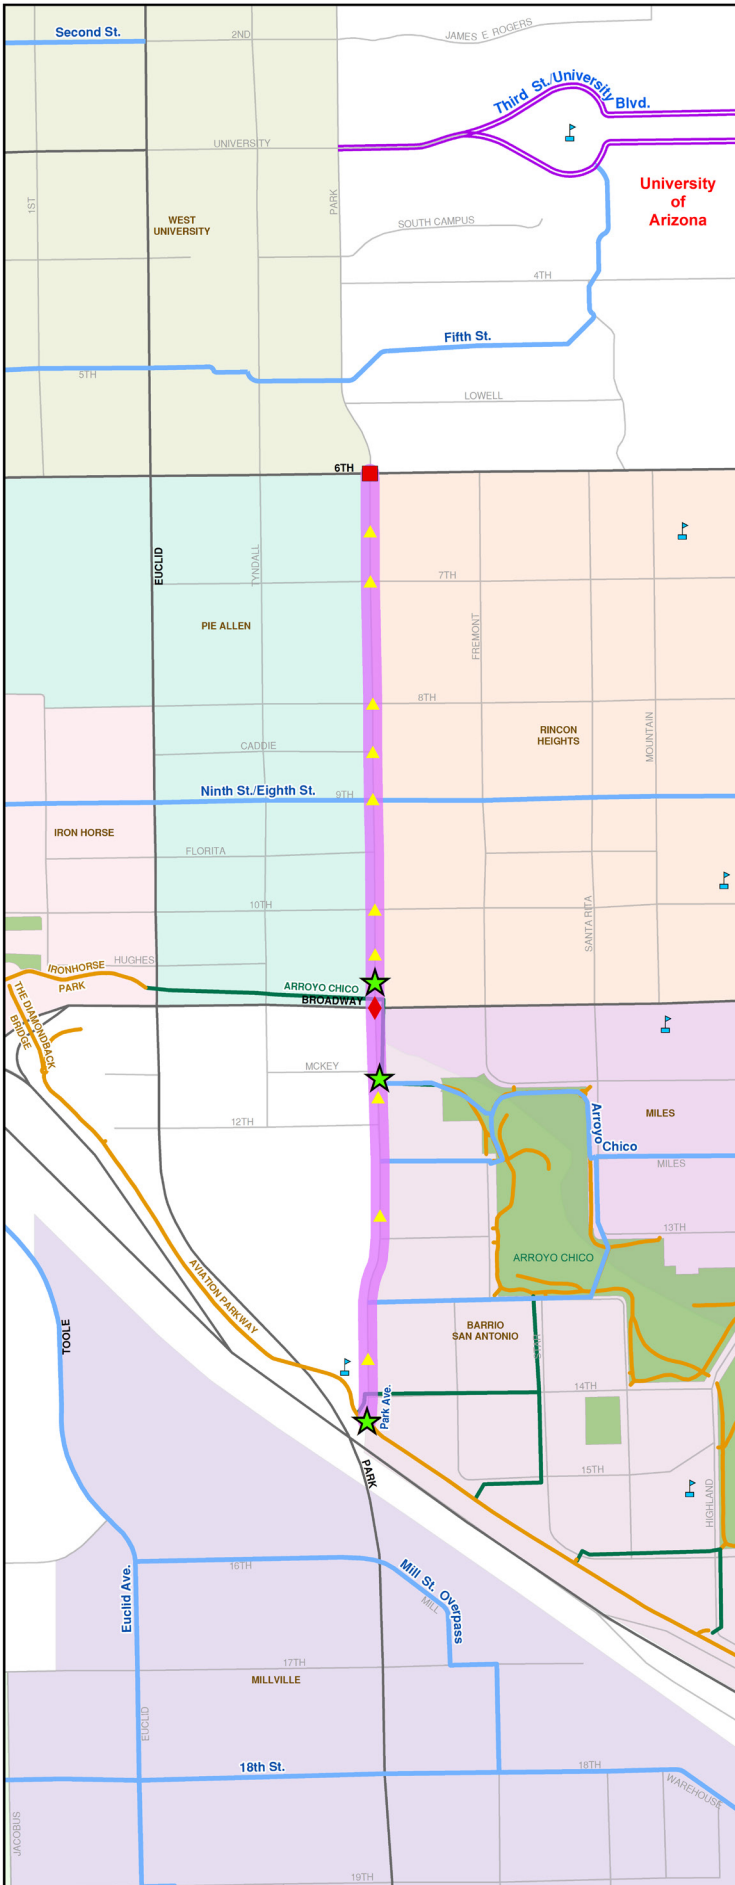 Second St.
2ND
JAMES E ROGERS
Third St./University
Blvd.
UNIVERSITY
1ST
PARK
University
of
Arizona
WEST
UNIVERSITY
SOUTH CAMPUS
4TH
Fifth St.
5TH
LOWELL
6TH
EUCLID
TYNDALL
7TH
PIE ALLEN
FREMONT
8TH
RINCON
HEIGHTS
MOUNTAIN
CADDIE
Ninth St./Eighth St.
9TH
IRON HORSE
FLORITA
10TH
SANTA RITA
HUGHES
IRONHORSE
PARK
ARROYO CHICO
BROADWAY
THE DIAMONDBACK
BRIDGE
MCKEY
12TH
Arroyo
Chico
MILES
MILES
13TH
ARROYO CHICO
AVIATION PARKWAY
TOOLE
BARRIO
SAN ANTONIO
STAR
14TH
Park Ave.
PARK
15TH
HIGHLAND
16TH
Euclid Ave.
Mill St. Overpass
MILL
17TH
MILLVILLE
EUCLID
18th St.
18TH
WAREHOUSE
JACOBUS
19TH